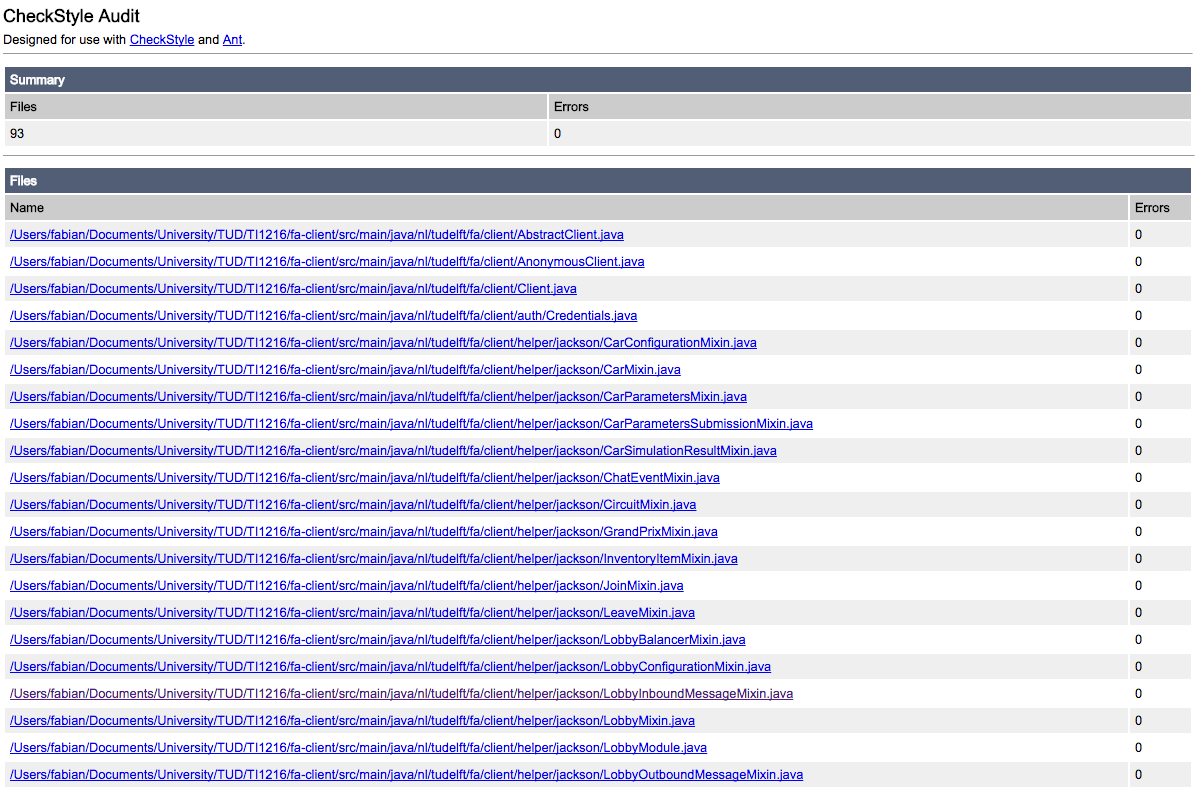 CheckStyle Audit
Designed for use with CheckStyle and Ant.
Summary
Files Errors
93 0
Files
Name Errors
/Users/fabian/Documents/University/TUD/TI1216/fa-client/src/main/java/nl/tudelft/fa/client/AbstractClient.java 0
/Users/fabian/Documents/University/TUD/TI1216/fa-client/src/main/java/nl/tudelft/fa/client/AnonymousClient.java 0
/Users/fabian/Documents/University/TUD/TI1216/fa-client/src/main/java/nl/tudelft/fa/client/Client.java 0
/Users/fabian/Documents/University/TUD/TI1216/fa-client/src/main/java/nl/tudelft/fa/client/auth/Credentials.java 0
/Users/fabian/Documents/University/TUD/TI1216/fa-client/src/main/java/nl/tudelft/fa/client/helper/jackson/CarConfigurationMixin.java 0
/Users/fabian/Documents/University/TUD/TI1216/fa-client/src/main/java/nl/tudelft/fa/client/helper/jackson/CarMixin.java 0
/Users/fabian/Documents/University/TUD/TI1216/fa-client/src/main/java/nl/tudelft/fa/client/helper/jackson/CarParametersMixin.java 0
/Users/fabian/Documents/University/TUD/TI1216/fa-client/src/main/java/nl/tudelft/fa/client/helper/jackson/CarParametersSubmissionMixin.java 0
/Users/fabian/Documents/University/TUD/TI1216/fa-client/src/main/java/nl/tudelft/fa/client/helper/jackson/CarSimulationResultMixin.java 0
/Users/fabian/Documents/University/TUD/TI1216/fa-client/src/main/java/nl/tudelft/fa/client/helper/jackson/ChatEventMixin.java 0
/Users/fabian/Documents/University/TUD/TI1216/fa-client/src/main/java/nl/tudelft/fa/client/helper/jackson/CircuitMixin.java 0
/Users/fabian/Documents/University/TUD/TI1216/fa-client/src/main/java/nl/tudelft/fa/client/helper/jackson/GrandPrixMixin.java 0
/Users/fabian/Documents/University/TUD/TI1216/fa-client/src/main/java/nl/tudelft/fa/client/helper/jackson/InventoryItemMixin.java 0
/Users/fabian/Documents/University/TUD/TI1216/fa-client/src/main/java/nl/tudelft/fa/client/helper/jackson/JoinMixin.java 0
/Users/fabian/Documents/University/TUD/TI1216/fa-client/src/main/java/nl/tudelft/fa/client/helper/jackson/LeaveMixin.java 0
/Users/fabian/Documents/University/TUD/TI1216/fa-client/src/main/java/nl/tudelft/fa/client/helper/jackson/LobbyBalancerMixin.java 0
/Users/fabian/Documents/University/TUD/TI1216/fa-client/src/main/java/nl/tudelft/fa/client/helper/jackson/LobbyConfigurationMixin.java 0
/Users/fabian/Documents/University/TUD/TI1216/fa-client/src/main/java/nl/tudelft/fa/client/helper/jackson/LobbyInboundMessageMixin.java 0
/Users/fabian/Documents/University/TUD/TI1216/fa-client/src/main/java/nl/tudelft/fa/client/helper/jackson/LobbyMixin.java 0
/Users/fabian/Documents/University/TUD/TI1216/fa-client/src/main/java/nl/tudelft/fa/client/helper/jackson/LobbyModule.java 0
/Users/fabian/Documents/University/TUD/TI1216/fa-client/src/main/java/nl/tudelft/fa/client/helper/jackson/LobbyOutboundMessageMixin.java 0